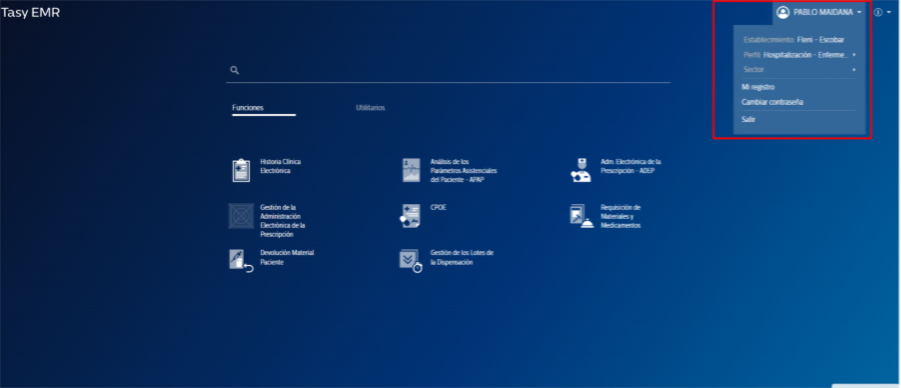 Tasy EMR
PABLO MAIDANA
Establecimiento: Fleni - Escobar
Perfil: Hospitalización - Enferme...
Sector
Mi registro
Cambiar contraseña
Salir
Funciones
Utilitarios
Historia Clínica
Electrónica
Análisis de los
Parámetros Asistenciales
del Paciente - APAP
Adm. Electrónica de la
Prescripción - ADEP
Gestión de la
Administración
Electrónica de la
Prescripción
CPOE
Requisición de
Materiales y
Medicamentos
Devolución Material
Paciente
Gestión de los Lotes de
la Dispensación